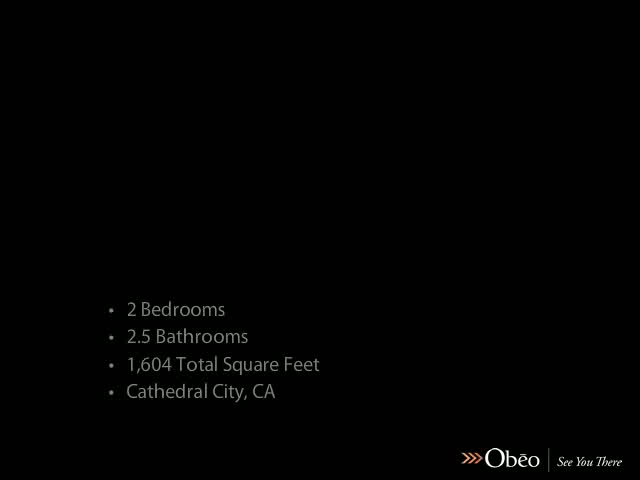 • 2 Bedrooms
• 2.5 Bathrooms
• 1,604 Total Square Feet
• Cathedral City, CA
Obēo | See You There